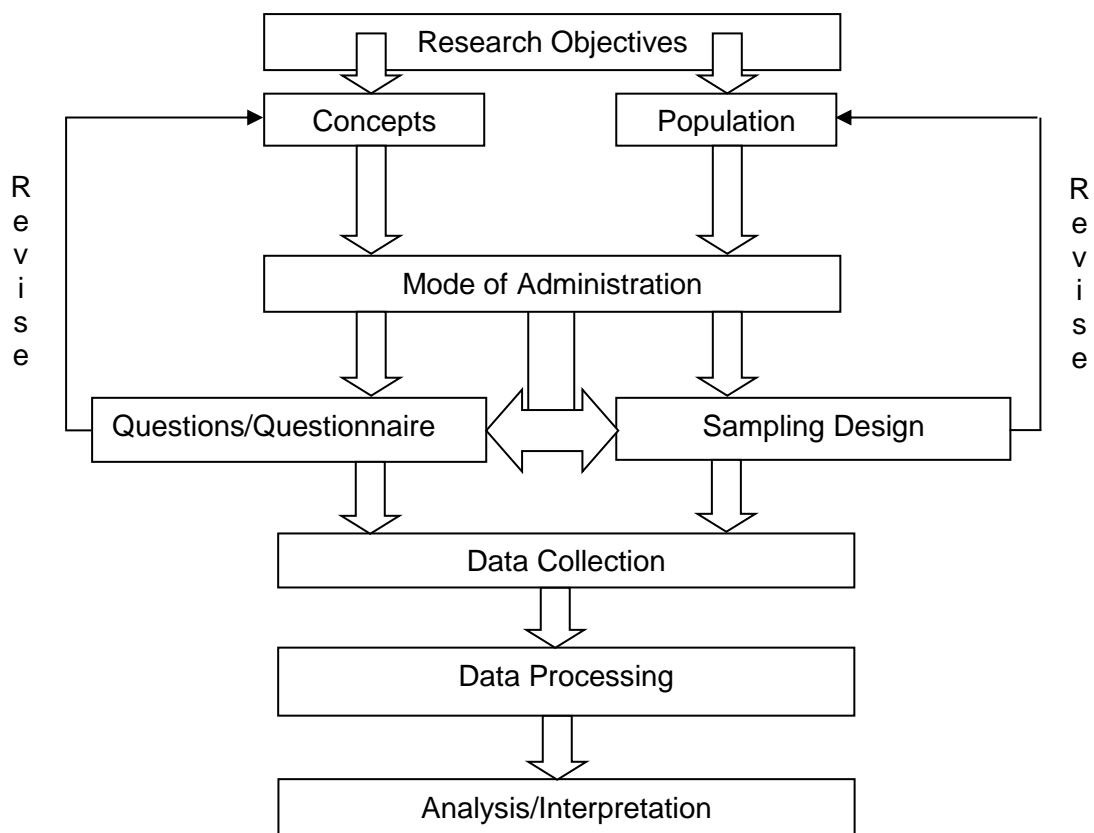 Research Objectives
Concepts
Population
R
e
v
i
s
e
R
e
v
i
s
e
Mode of Administration
Questions/Questionnaire
Sampling Design
Data Collection
Data Processing
Analysis/Interpretation